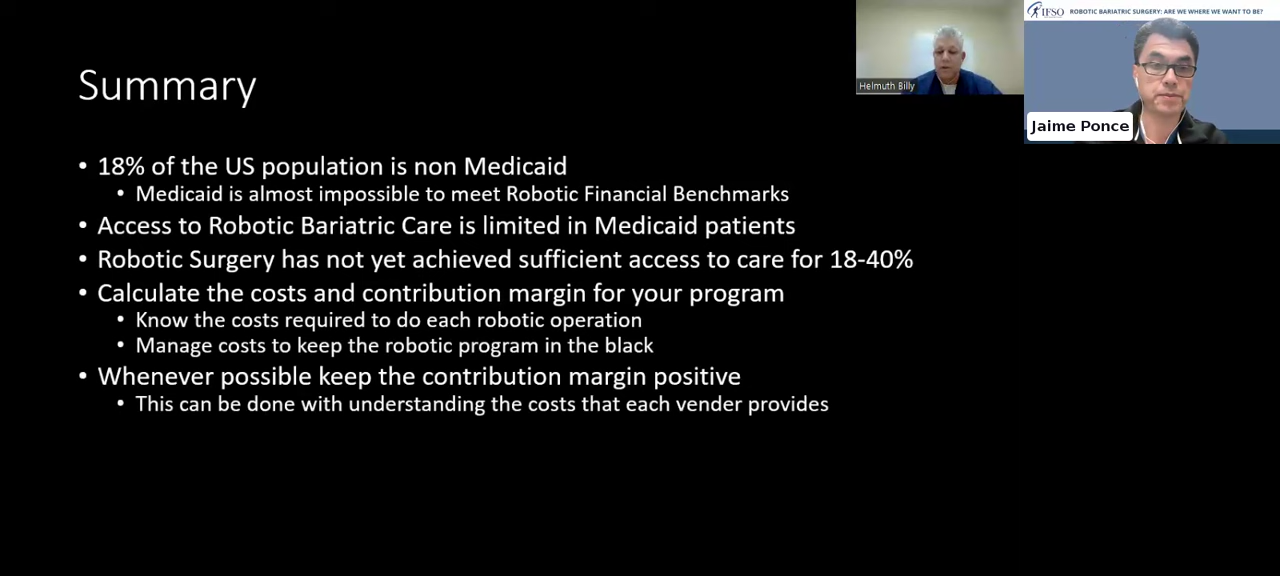 Summary
• 18% of the US population is non Medicaid
• Medicaid is almost impossible to meet Robotic Financial Benchmarks
• Access to Robotic Bariatric Care is limited in Medicaid patients
• Robotic Surgery has not yet achieved sufficient access to care for 18-40%
• Calculate the costs and contribution margin for your program
• Know the costs required to do each robotic operation
• Manage costs to keep the robotic program in the black
• Whenever possible keep the contribution margin positive
• This can be done with understanding the costs that each vender provides
Helmuth Billy
IFSO
ROBOTIC BARIATRIC SURGERY: ARE WE WHERE WE WANT TO BE?
Jaime Ponce